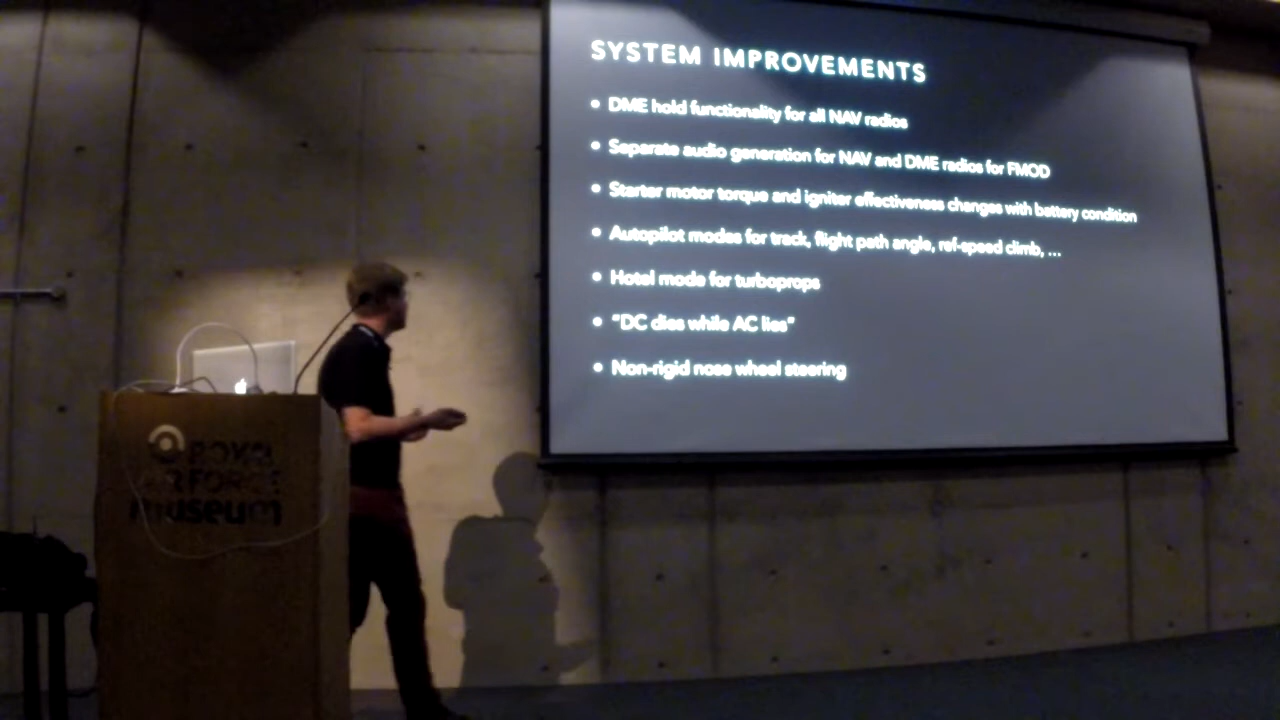 SYSTEM IMPROVEMENTS
• DME hold functionality for all NAV radios
• Separate audio generation for NAV and DME radios for FMOD
• Starter motor torque and igniter effectiveness changes with battery condition
• Autopilot modes for track, flight path angle, ref-speed climb, ...
• Hotel mode for turboprops
• "DC dies while AC lies"
• Non-rigid nose wheel steering
ROYAL
AIR FORCE
museum